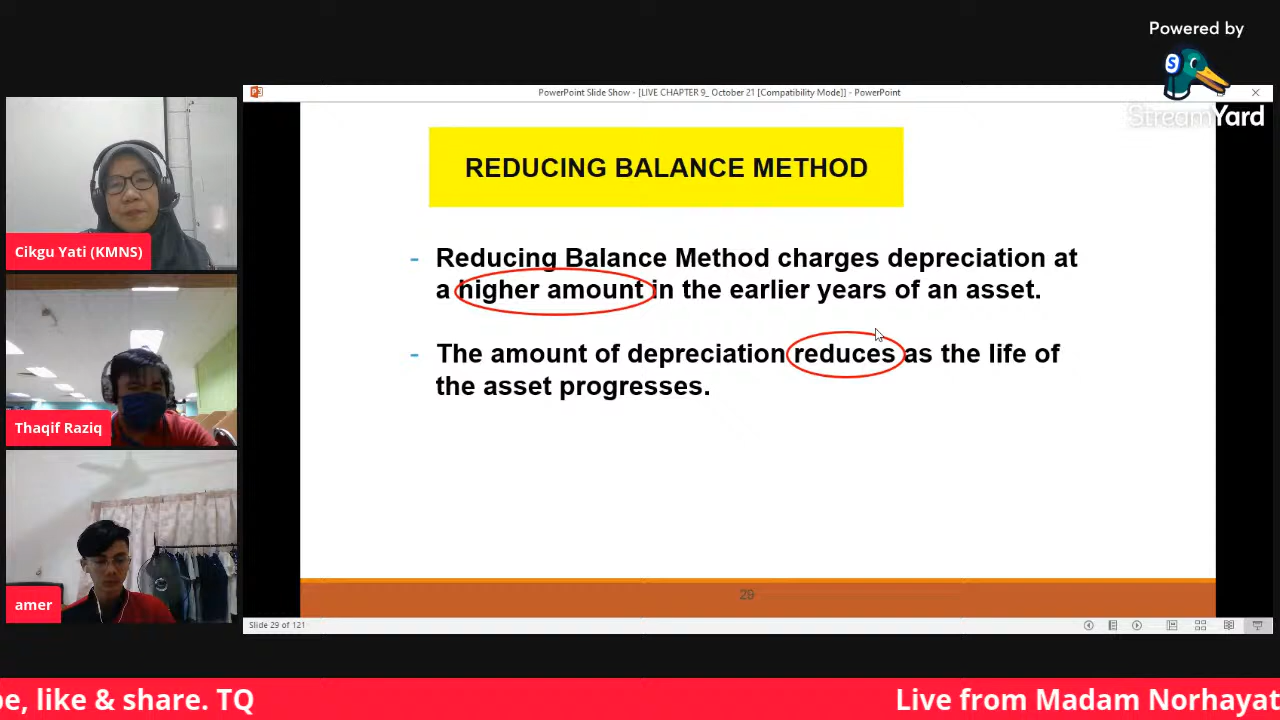 Powered by
S
StreamYard
PowerPoint Slide Show - [LIVE CHAPTER 9_ October 21 [Compatibility Mode]] - PowerPoint
REDUCING BALANCE METHOD
- Reducing Balance Method charges depreciation at
a higher amount in the earlier years of an asset.
- The amount of depreciation reduces as the life of
the asset progresses.
29
Slide 29 of 121
Cikgu Yati (KMNS)
Thaqif Raziq
amer
be, like & share. TQ
Live from Madam Norhayat